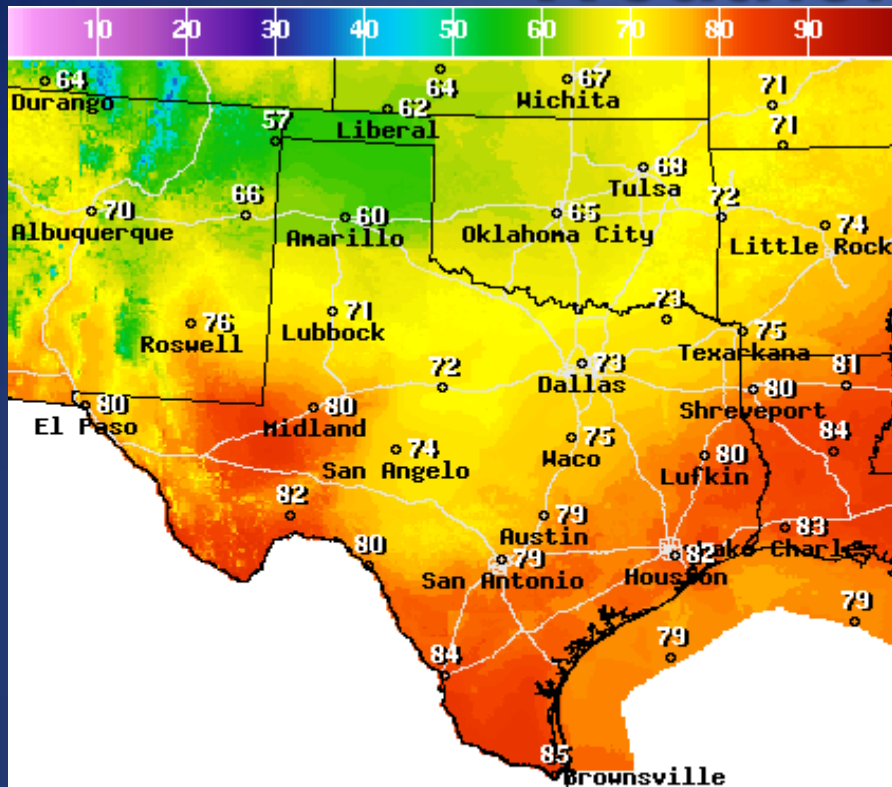 10 20 30 40 50 60 70 80 90
64
Durango
64
67
Wichita
71
62
Liberal
57
71
68
Tulsa
70
Albuquerque
66
60
Amarillo
65
Oklahoma City
72
74
Little Rock
76
Roswell
71
Lubbock
73
75
Texarkana
72
73
Dallas
81
80
Shreveport
80
El Paso
80
Midland
74
San Angelo
75
Waco
80
Lufkin
84
82
79
Austin
83
Lake Charles
80
79
San Antonio
82
Houston
79
79
84
85
Brownsville